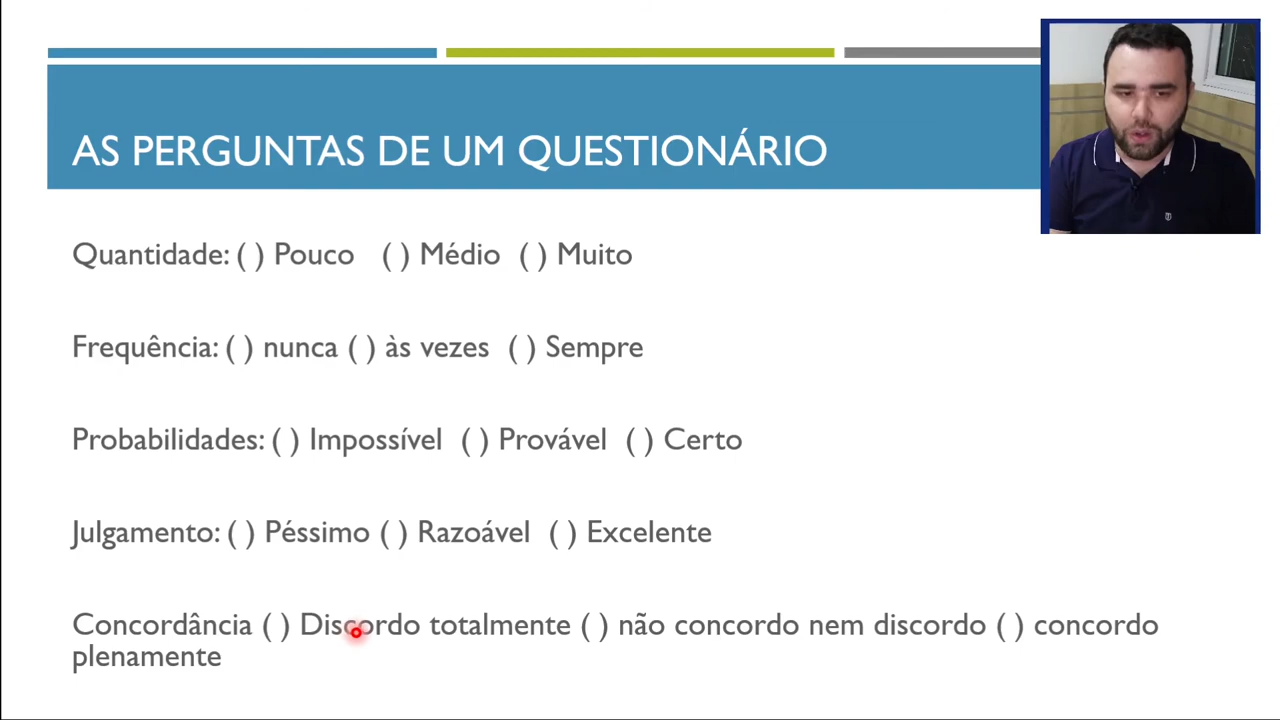 AS PERGUNTAS DE UM QUESTIONÁRIO
Quantidade: ( ) Pouco ( ) Médio ( ) Muito
Frequência: ( ) nunca ( ) às vezes ( ) Sempre
Probabilidades: ( ) Impossível ( ) Provável ( ) Certo
Julgamento: ( ) Péssimo ( ) Razoável ( ) Excelente
Concordância ( ) Discordo totalmente ( ) não concordo nem discordo ( ) concordo
plenamente